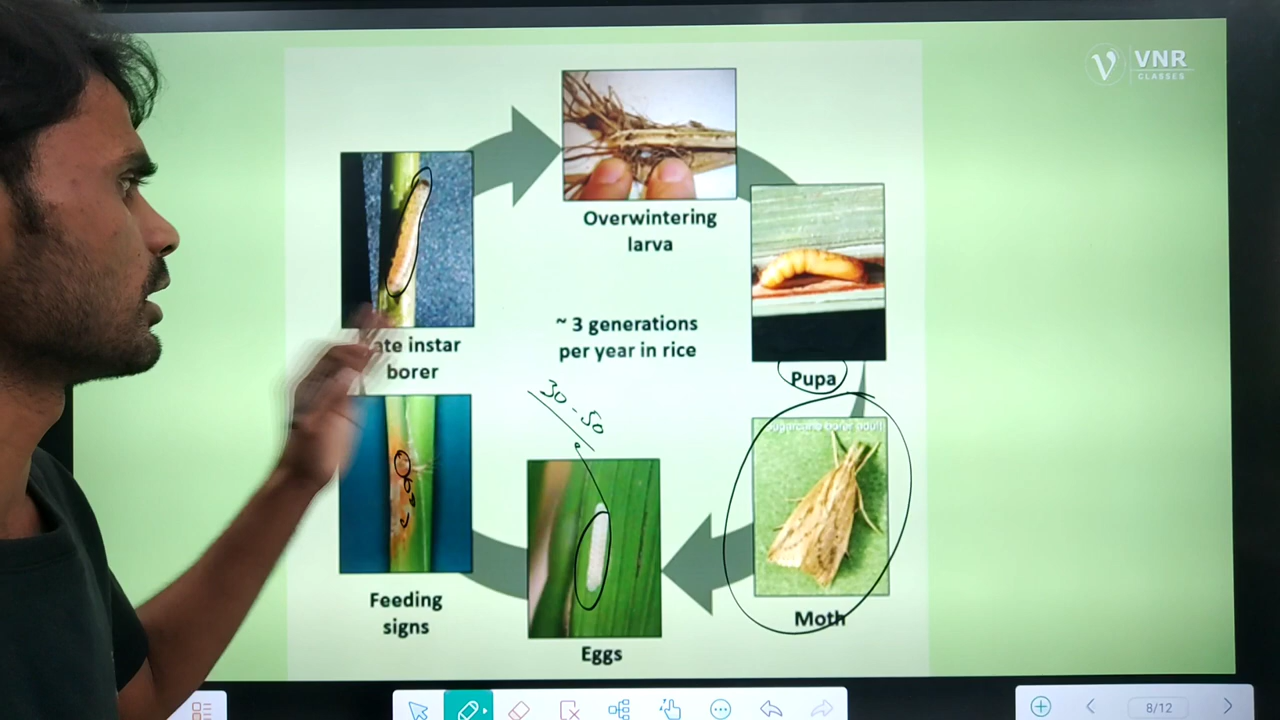 VNR
CLASSES
Overwintering
larva
~ 3 generations
per year in rice
ate instar
borer
Pupa
30-50
sugarcane borer adult
Feeding
signs
Eggs
Moth
8/12